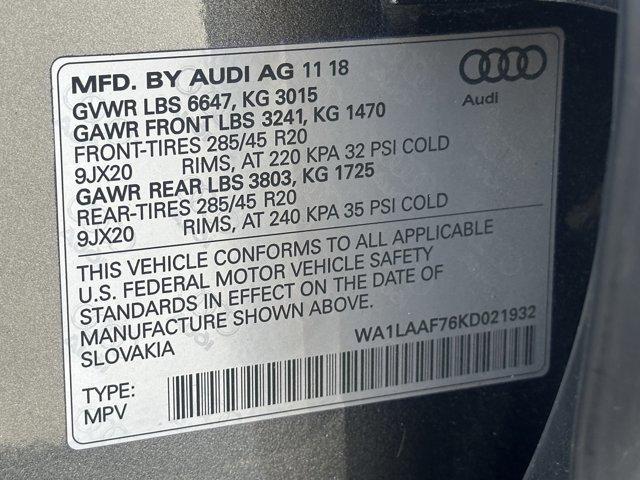 MFD. BY AUDI AG 11 18
GVWR LBS 6647, KG 3015
GAWR FRONT LBS 3241, KG 1470
FRONT-TIRES 285/45 R20
9JX20 RIMS, AT 220 KPA 32 PSI COLD
GAWR REAR LBS 3803, KG 1725
REAR-TIRES 285/45 R20
9JX20 RIMS, AT 240 KPA 35 PSI COLD
Audi
THIS VEHICLE CONFORMS TO ALL APPLICABLE
U.S. FEDERAL MOTOR VEHICLE SAFETY
STANDARDS IN EFFECT ON THE DATE OF
MANUFACTURE SHOWN ABOVE.
SLOVAKIA
WA1LAAF76KD021932
TYPE:
MPV